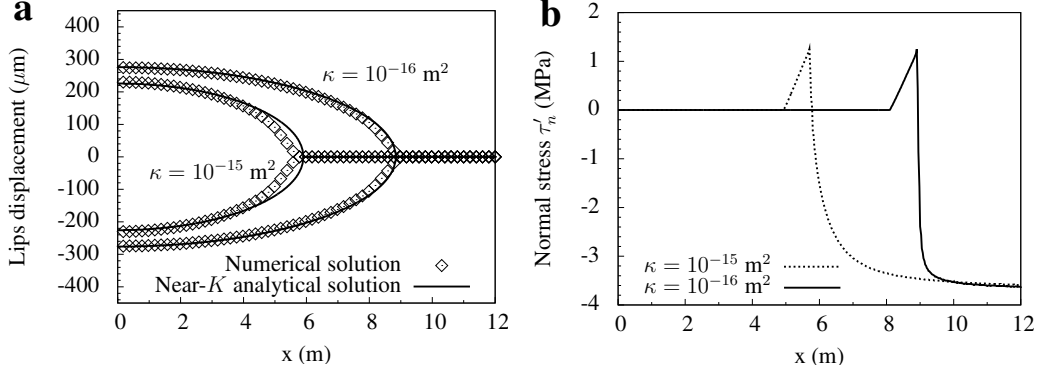 a
Lips displacement (μm)
400
300
200
100
0
-100
-200
-300
-400
κ = 10⁻¹⁶ m²
κ = 10⁻¹⁵ m²
Numerical solution
Near-K analytical solution
0 2 4 6 8 10 12
x (m)
b
Normal stress τ′ₙ (MPa)
2
1
0
-1
-2
-3
-4
κ = 10⁻¹⁵ m²
κ = 10⁻¹⁶ m²
0 2 4 6 8 10 12
x (m)